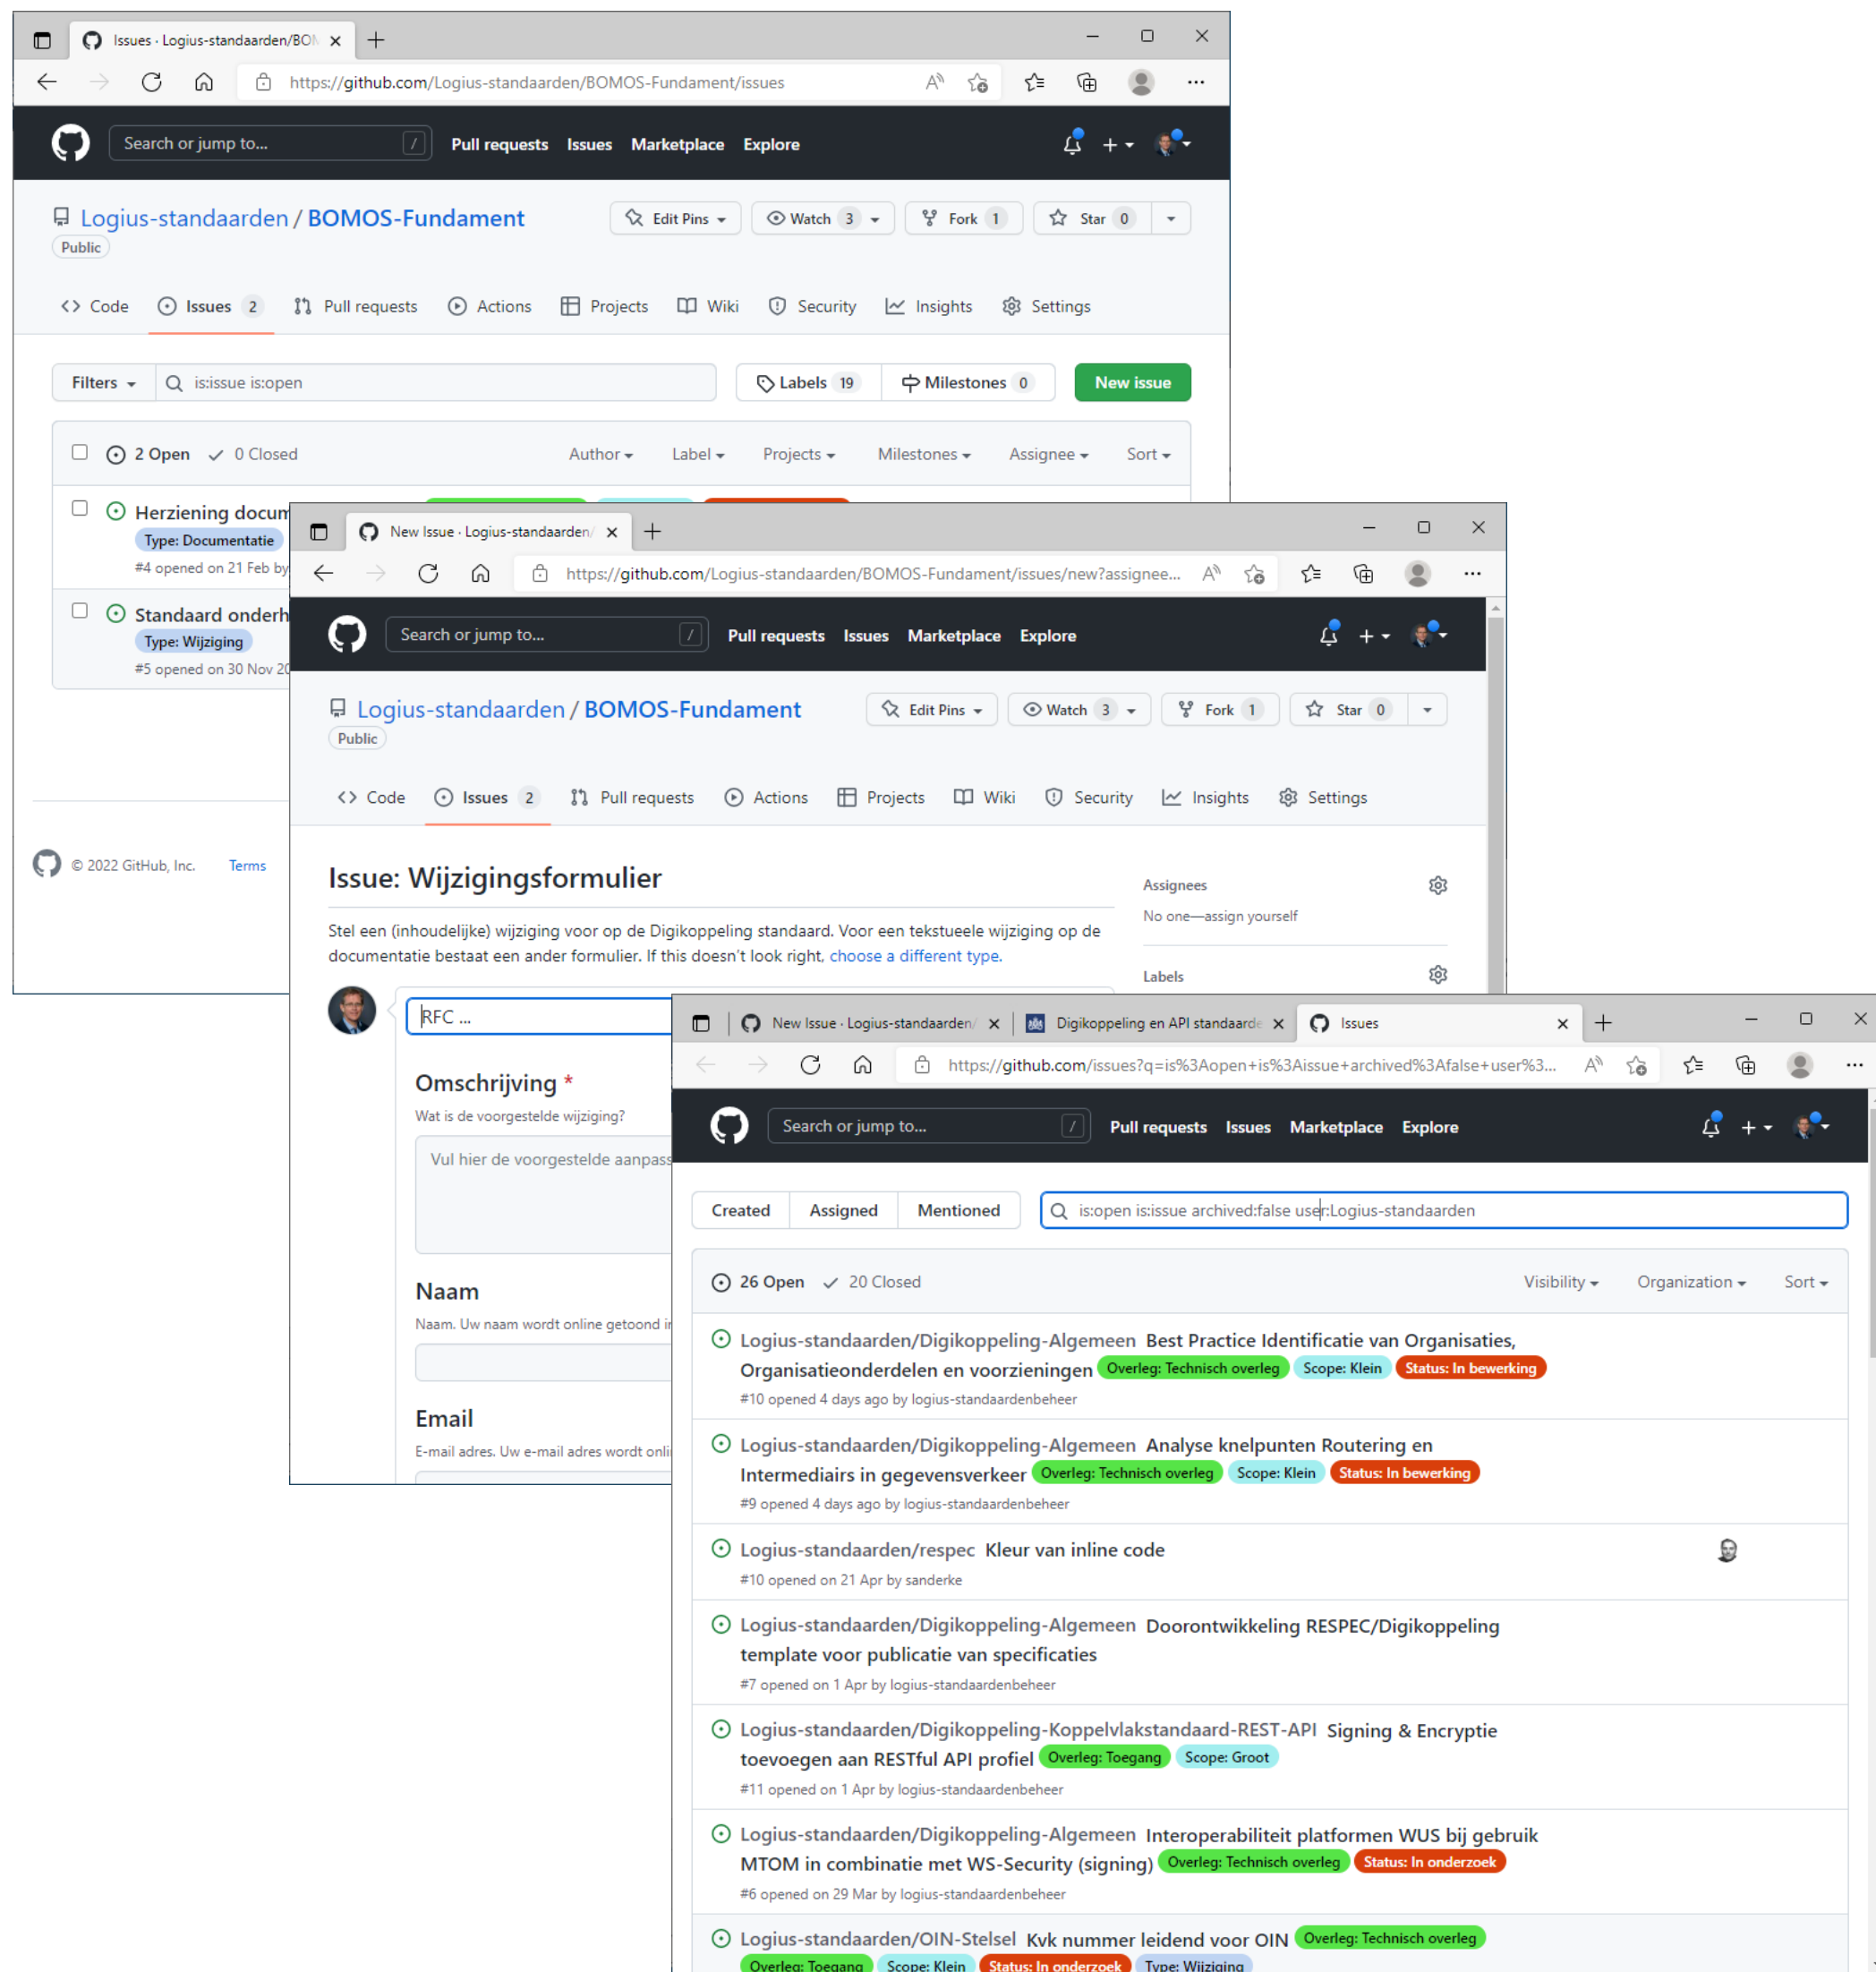 Issues · Logius-standaarden/BOM
https://github.com/Logius-standaarden/BOMOS-Fundament/issues
Search or jump to... / Pull requests Issues Marketplace Explore
Logius-standaarden / BOMOS-Fundament Edit Pins Watch 3 Fork 1 Star 0
Public
Code Issues 2 Pull requests Actions Projects Wiki Security Insights Settings
Filters is:issue is:open Labels 19 Milestones 0 New issue
2 Open 0 Closed Author Label Projects Milestones Assignee Sort
Herziening docum
Type: Documentatie
#4 opened on 21 Feb by
Standaard onderh
Type: Wijziging
#5 opened on 30 Nov 20
© 2022 GitHub, Inc. Terms
New Issue · Logius-standaarden/
https://github.com/Logius-standaarden/BOMOS-Fundament/issues/new?assignee...
Search or jump to... / Pull requests Issues Marketplace Explore
Logius-standaarden / BOMOS-Fundament Edit Pins Watch 3 Fork 1 Star 0
Public
Code Issues 2 Pull requests Actions Projects Wiki Security Insights Settings
Issue: Wijzigingsformulier
Stel een (inhoudelijke) wijziging voor op de Digikoppeling standaard. Voor een tekstueele wijziging op de
documentatie bestaat een ander formulier. If this doesn't look right, choose a different type.
Assignees
No one—assign yourself
Labels
RFC ...
Omschrijving *
Wat is de voorgestelde wijziging?
Vul hier de voorgestelde aanpass
Naam
Naam. Uw naam wordt online getoond in
Email
E-mail adres. Uw e-mail adres wordt onli
New Issue · Logius-standaarden/ Digikoppeling en API standaarde Issues
https://github.com/issues?q=is%3Aopen+is%3Aissue+archived%3Afalse+user%3...
Search or jump to... / Pull requests Issues Marketplace Explore
Created Assigned Mentioned is:open is:issue archived:false user:Logius-standaarden
26 Open 20 Closed Visibility Organization Sort
Logius-standaarden/Digikoppeling-Algemeen Best Practice Identificatie van Organisaties,
Organisatieonderdelen en voorzieningen Overleg: Technisch overleg Scope: Klein Status: In bewerking
#10 opened 4 days ago by logius-standaardenbeheer
Logius-standaarden/Digikoppeling-Algemeen Analyse knelpunten Routering en
Intermediairs in gegevensverkeer Overleg: Technisch overleg Scope: Klein Status: In bewerking
#9 opened 4 days ago by logius-standaardenbeheer
Logius-standaarden/respec Kleur van inline code
#10 opened on 21 Apr by sanderke
Logius-standaarden/Digikoppeling-Algemeen Doorontwikkeling RESPEC/Digikoppeling
template voor publicatie van specificaties
#7 opened on 1 Apr by logius-standaardenbeheer
Logius-standaarden/Digikoppeling-Koppelvlakstandaard-REST-API Signing & Encryptie
toevoegen aan RESTful API profiel Overleg: Toegang Scope: Groot
#11 opened on 1 Apr by logius-standaardenbeheer
Logius-standaarden/Digikoppeling-Algemeen Interoperabiliteit platformen WUS bij gebruik
MTOM in combinatie met WS-Security (signing) Overleg: Technisch overleg Status: In onderzoek
#6 opened on 29 Mar by logius-standaardenbeheer
Logius-standaarden/OIN-Stelsel Kvk nummer leidend voor OIN Overleg: Technisch overleg
Overleg: Toegang Scope: Klein Status: In onderzoek Type: Wijziging